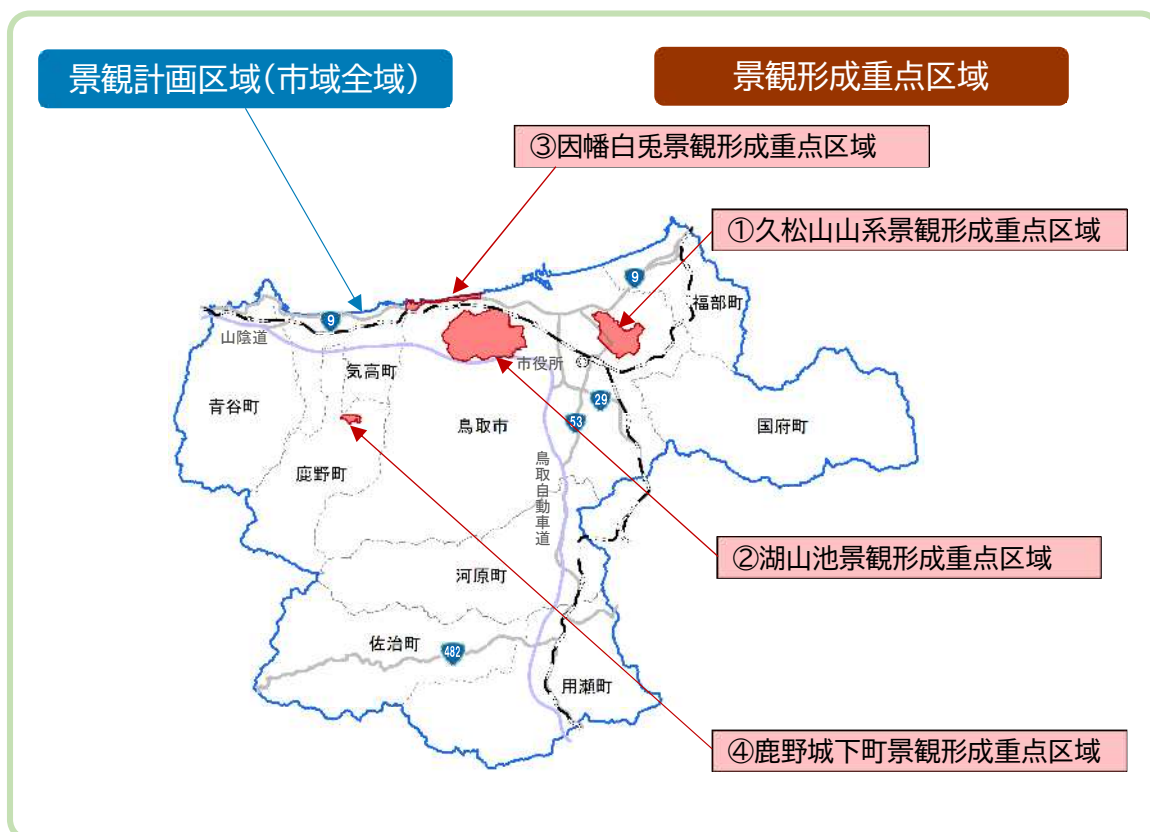 景観計画区域(市域全域)
景観形成重点区域
③因幡白兎景観形成重点区域
①久松山山系景観形成重点区域
9
福部町
9
山陰道
市役所
気高町
29
青谷町
53
鳥取市
国府町
鹿野町
鳥取自動車道
②湖山池景観形成重点区域
河原町
佐治町
482
用瀬町
④鹿野城下町景観形成重点区域